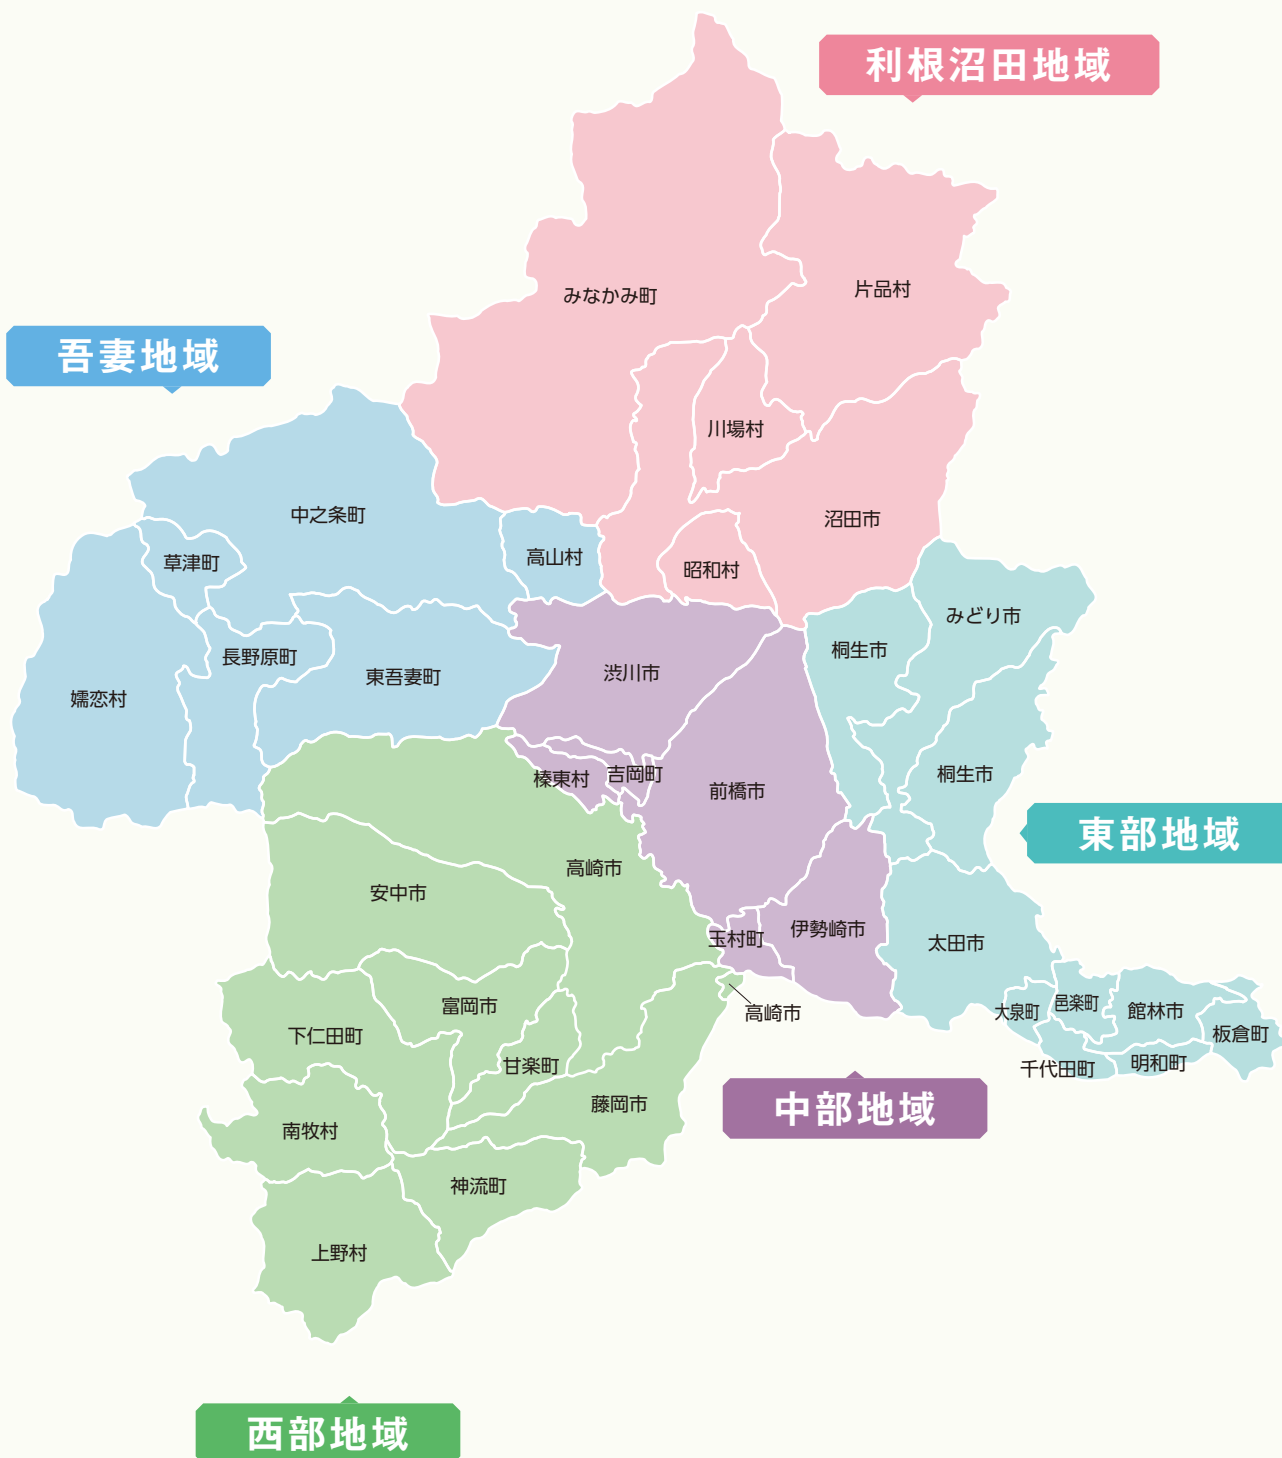 利根沼田地域
みなかみ町
片品村
吾妻地域
川場村
中之条町
沼田市
草津町
高山村
昭和村
みどり市
桐生市
長野原町
東吾妻町
渋川市
嬬恋村
桐生市
榛東村
吉岡町
前橋市
東部地域
高崎市
安中市
伊勢崎市
玉村町
太田市
富岡市
高崎市
大泉町
邑楽町
館林市
板倉町
下仁田町
甘楽町
千代田町
明和町
藤岡市
中部地域
南牧村
神流町
上野村
西部地域